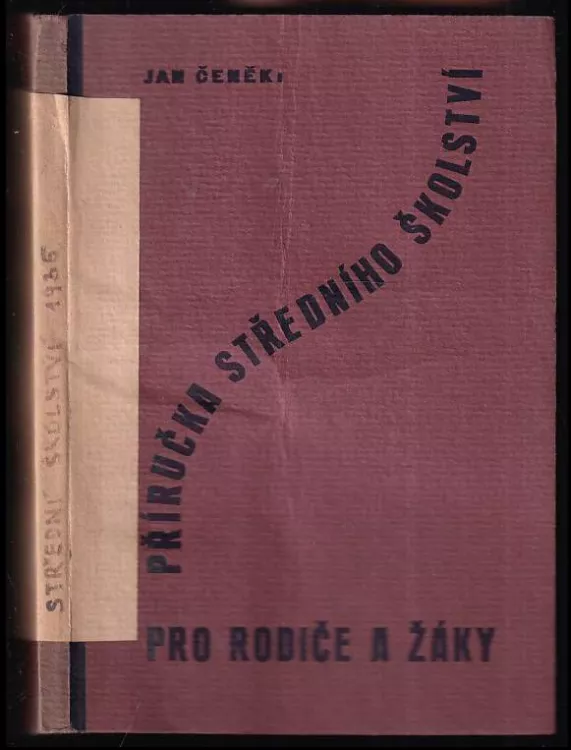 JAN ČENĚK:
PŘÍRUČKA STŘEDNÍHO ŠKOLSTVÍ
PRO RODIČE A ŽÁKY
STŘEDNÍ ŠKOLSTVÍ 1936